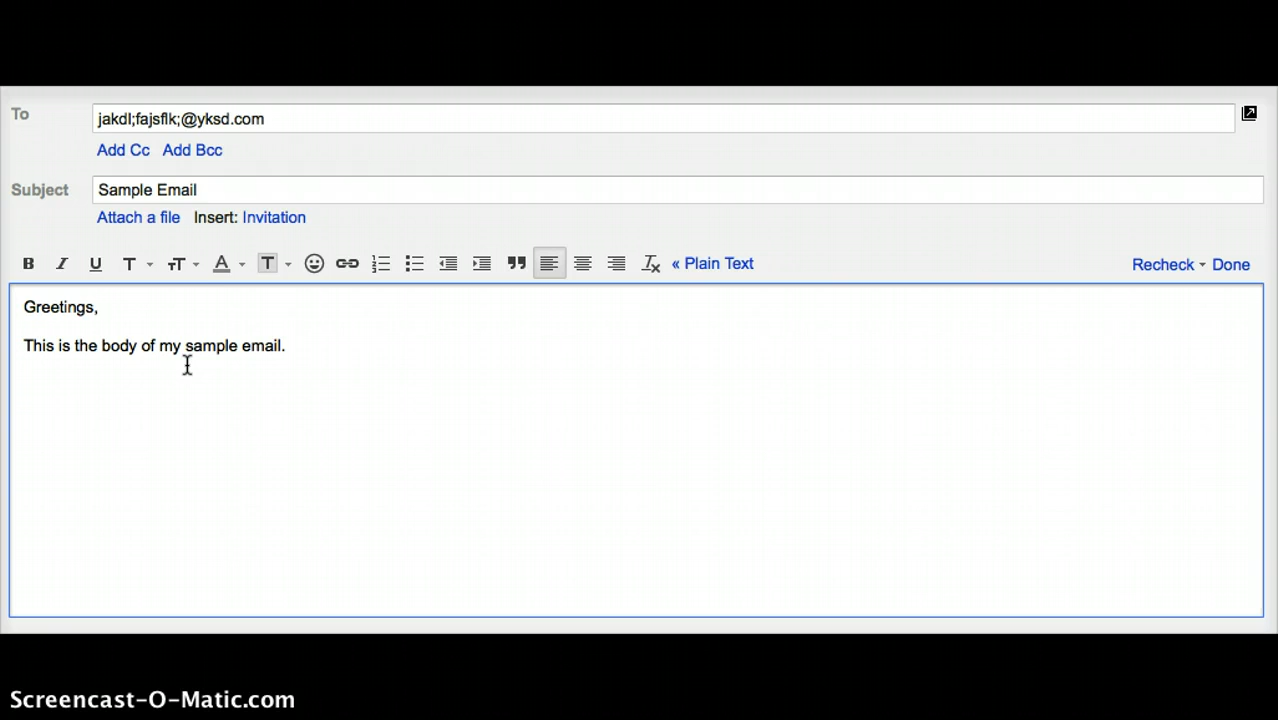 To jakdl;fajsflk;@yksd.com
Add Cc Add Bcc
Subject Sample Email
Attach a file Insert: Invitation
B I U T T T A T « Plain Text Recheck Done
Greetings,
This is the body of my sample email.
Screencast-O-Matic.com